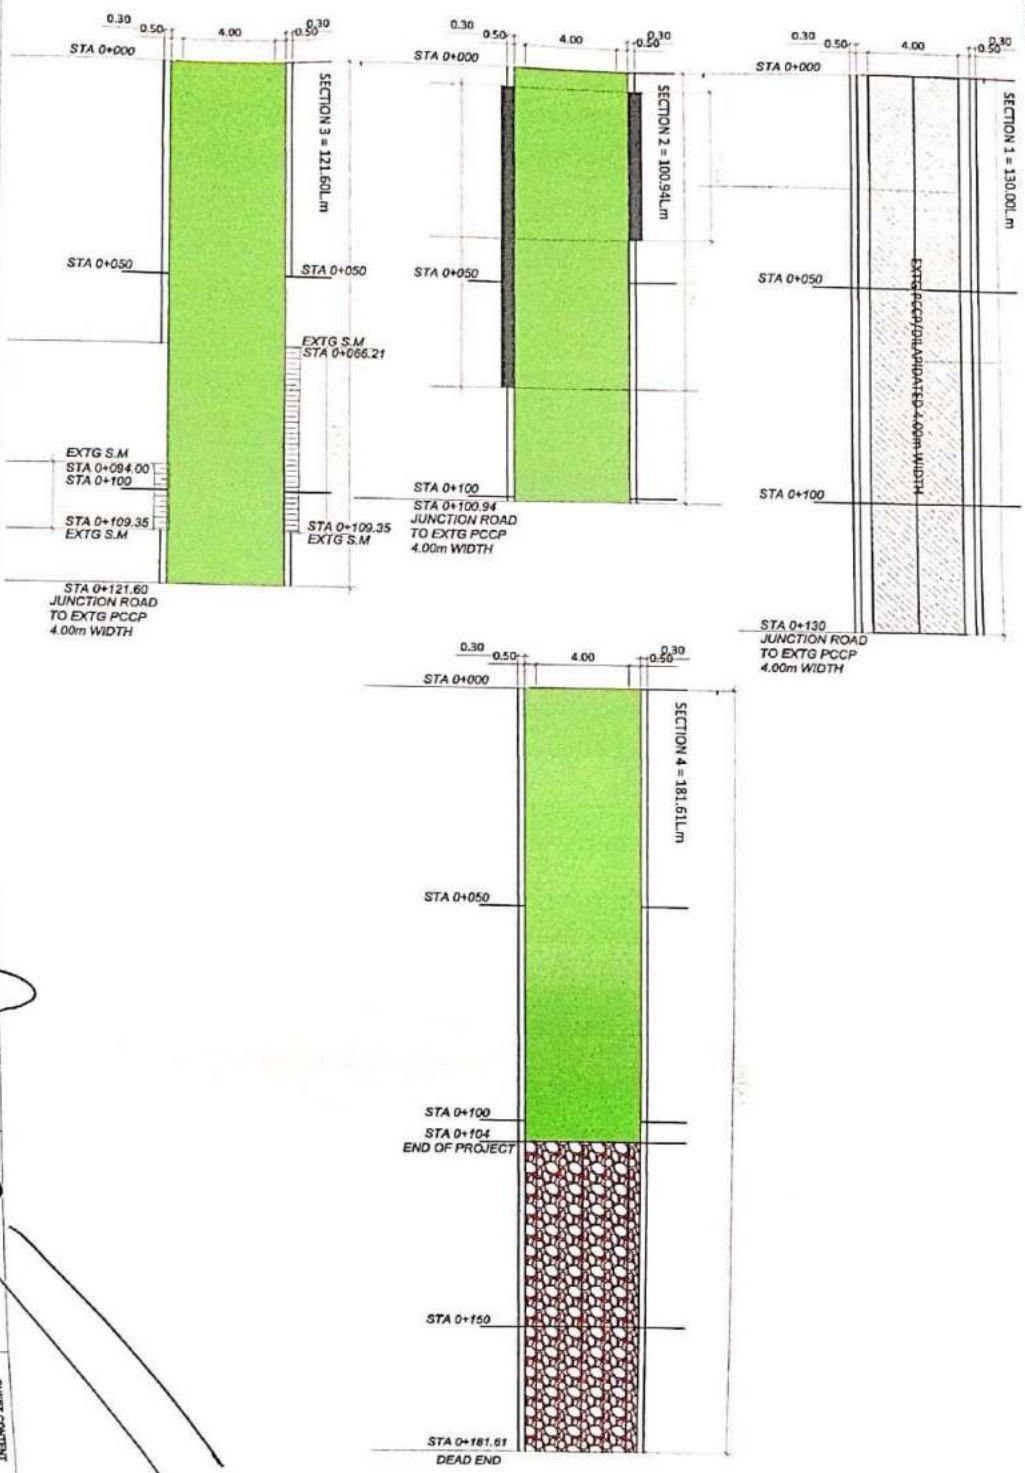 0.30
0.50
4.00
0.30
0.50
STA 0+000
SECTION 3 = 121.60L.m
STA 0+050
STA 0+050
EXTG S.M
STA 0+066.21
EXTG S.M
STA 0+094.00
STA 0+100
STA 0+109.35
EXTG S.M
STA 0+109.35
EXTG S.M
STA 0+121.60
JUNCTION ROAD
TO EXTG PCCP
4.00m WIDTH
0.30
0.50
4.00
0.30
0.50
STA 0+000
SECTION 2 = 100.94L.m
STA 0+050
STA 0+100
STA 0+100.94
JUNCTION ROAD
TO EXTG PCCP
4.00m WIDTH
0.30
0.50
4.00
0.30
0.50
STA 0+000
SECTION 1 = 130.00L.m
EXTG PCCP/DILAPIDATED 4.00m WIDTH
STA 0+050
STA 0+100
STA 0+130
JUNCTION ROAD
TO EXTG PCCP
4.00m WIDTH
0.30
0.50
4.00
0.30
0.50
STA 0+000
SECTION 4 = 181.61L.m
STA 0+050
STA 0+100
STA 0+104
END OF PROJECT
STA 0+150
STA 0+181.61
DEAD END
SHEET CONTENT